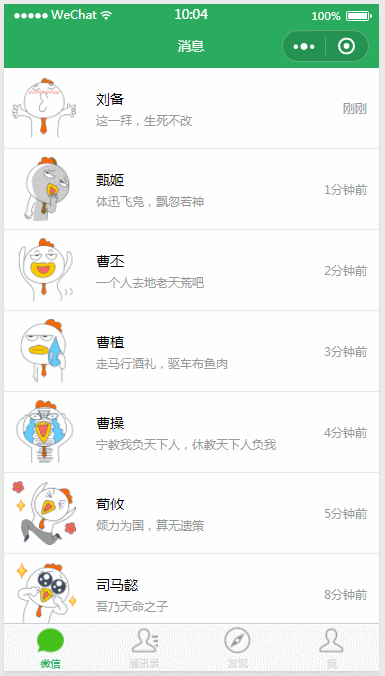 WeChat 10:04 100%
消息
刘备
刚刚
这一拜，生死不改
甄姬
1分钟前
体迅飞凫，飘忽若神
曹丕
2分钟前
一个人去地老天荒吧
曹植
3分钟前
走马行酒礼，驱车布鱼肉
曹操
4分钟前
宁教我负天下人，休教天下人负我
荀攸
5分钟前
倾力为国，算无遗策
司马懿
8分钟前
吾乃天命之子
微信 通讯录 发现 我